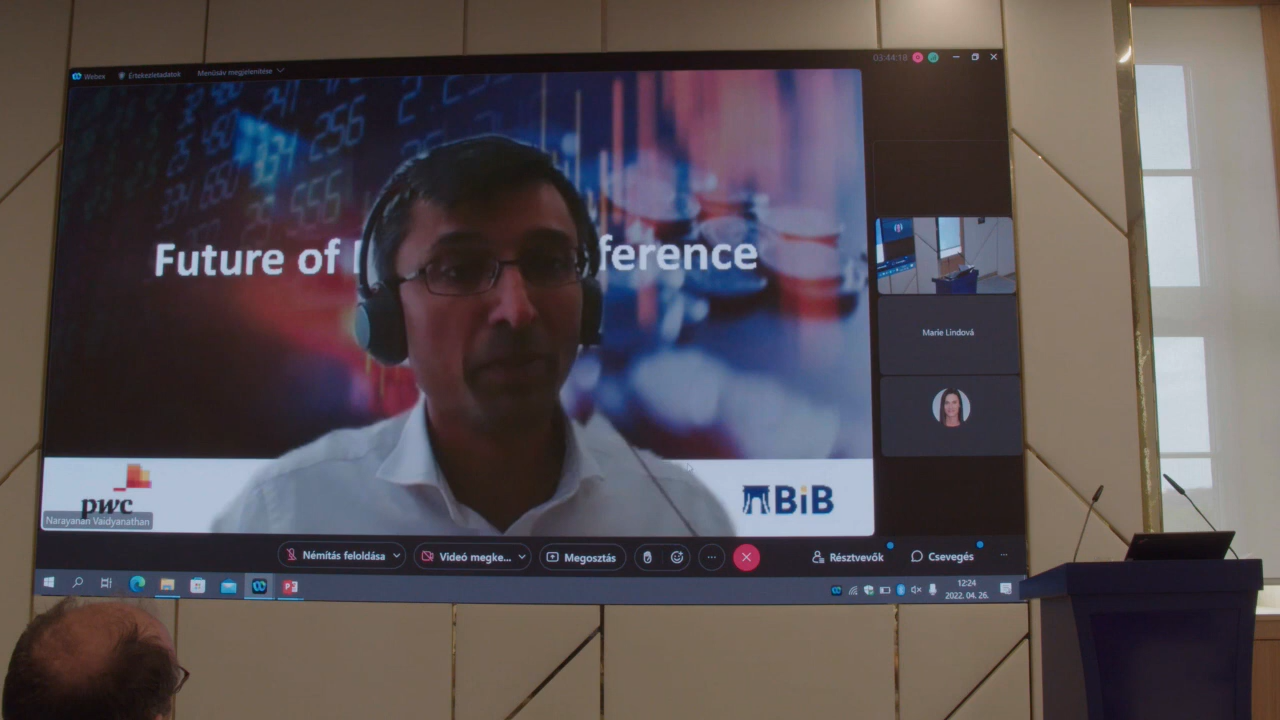 Webex
Értekezletadatok
Menüsáv megjelenítése
03:44:18
256
Future of
ference
Marie Lindová
pwc
Narayanan Vaidyanathan
BiB
Némítás feloldása
Videó megke...
Megosztás
Résztvevők
Csevegés
12:24
2022. 04. 26.